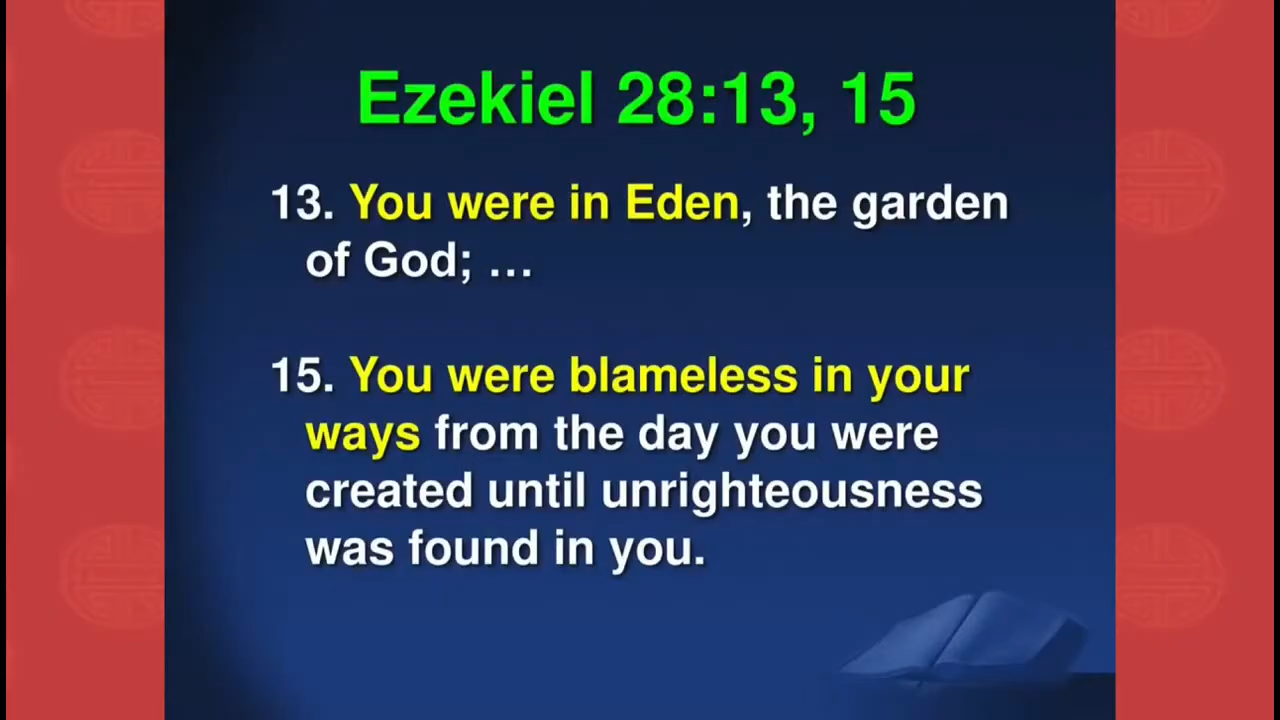 Ezekiel 28:13, 15
13. You were in Eden, the garden
of God; …
15. You were blameless in your
ways from the day you were
created until unrighteousness
was found in you.